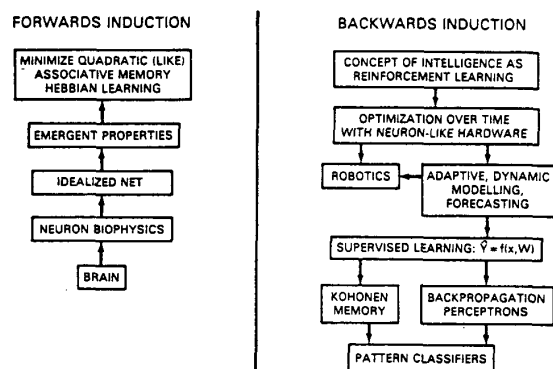 FORWARDS INDUCTION
MINIMIZE QUADRATIC (LIKE)
ASSOCIATIVE MEMORY
HEBBIAN LEARNING
EMERGENT PROPERTIES
IDEALIZED NET
NEURON BIOPHYSICS
BRAIN
BACKWARDS INDUCTION
CONCEPT OF INTELLIGENCE AS
REINFORCEMENT LEARNING
OPTIMIZATION OVER TIME
WITH NEURON-LIKE HARDWARE
ROBOTICS
ADAPTIVE, DYNAMIC
MODELLING,
FORECASTING
SUPERVISED LEARNING: Ŷ = f(x,W)
KOHONEN
MEMORY
BACKPROPAGATION
PERCEPTRONS
PATTERN CLASSIFIERS